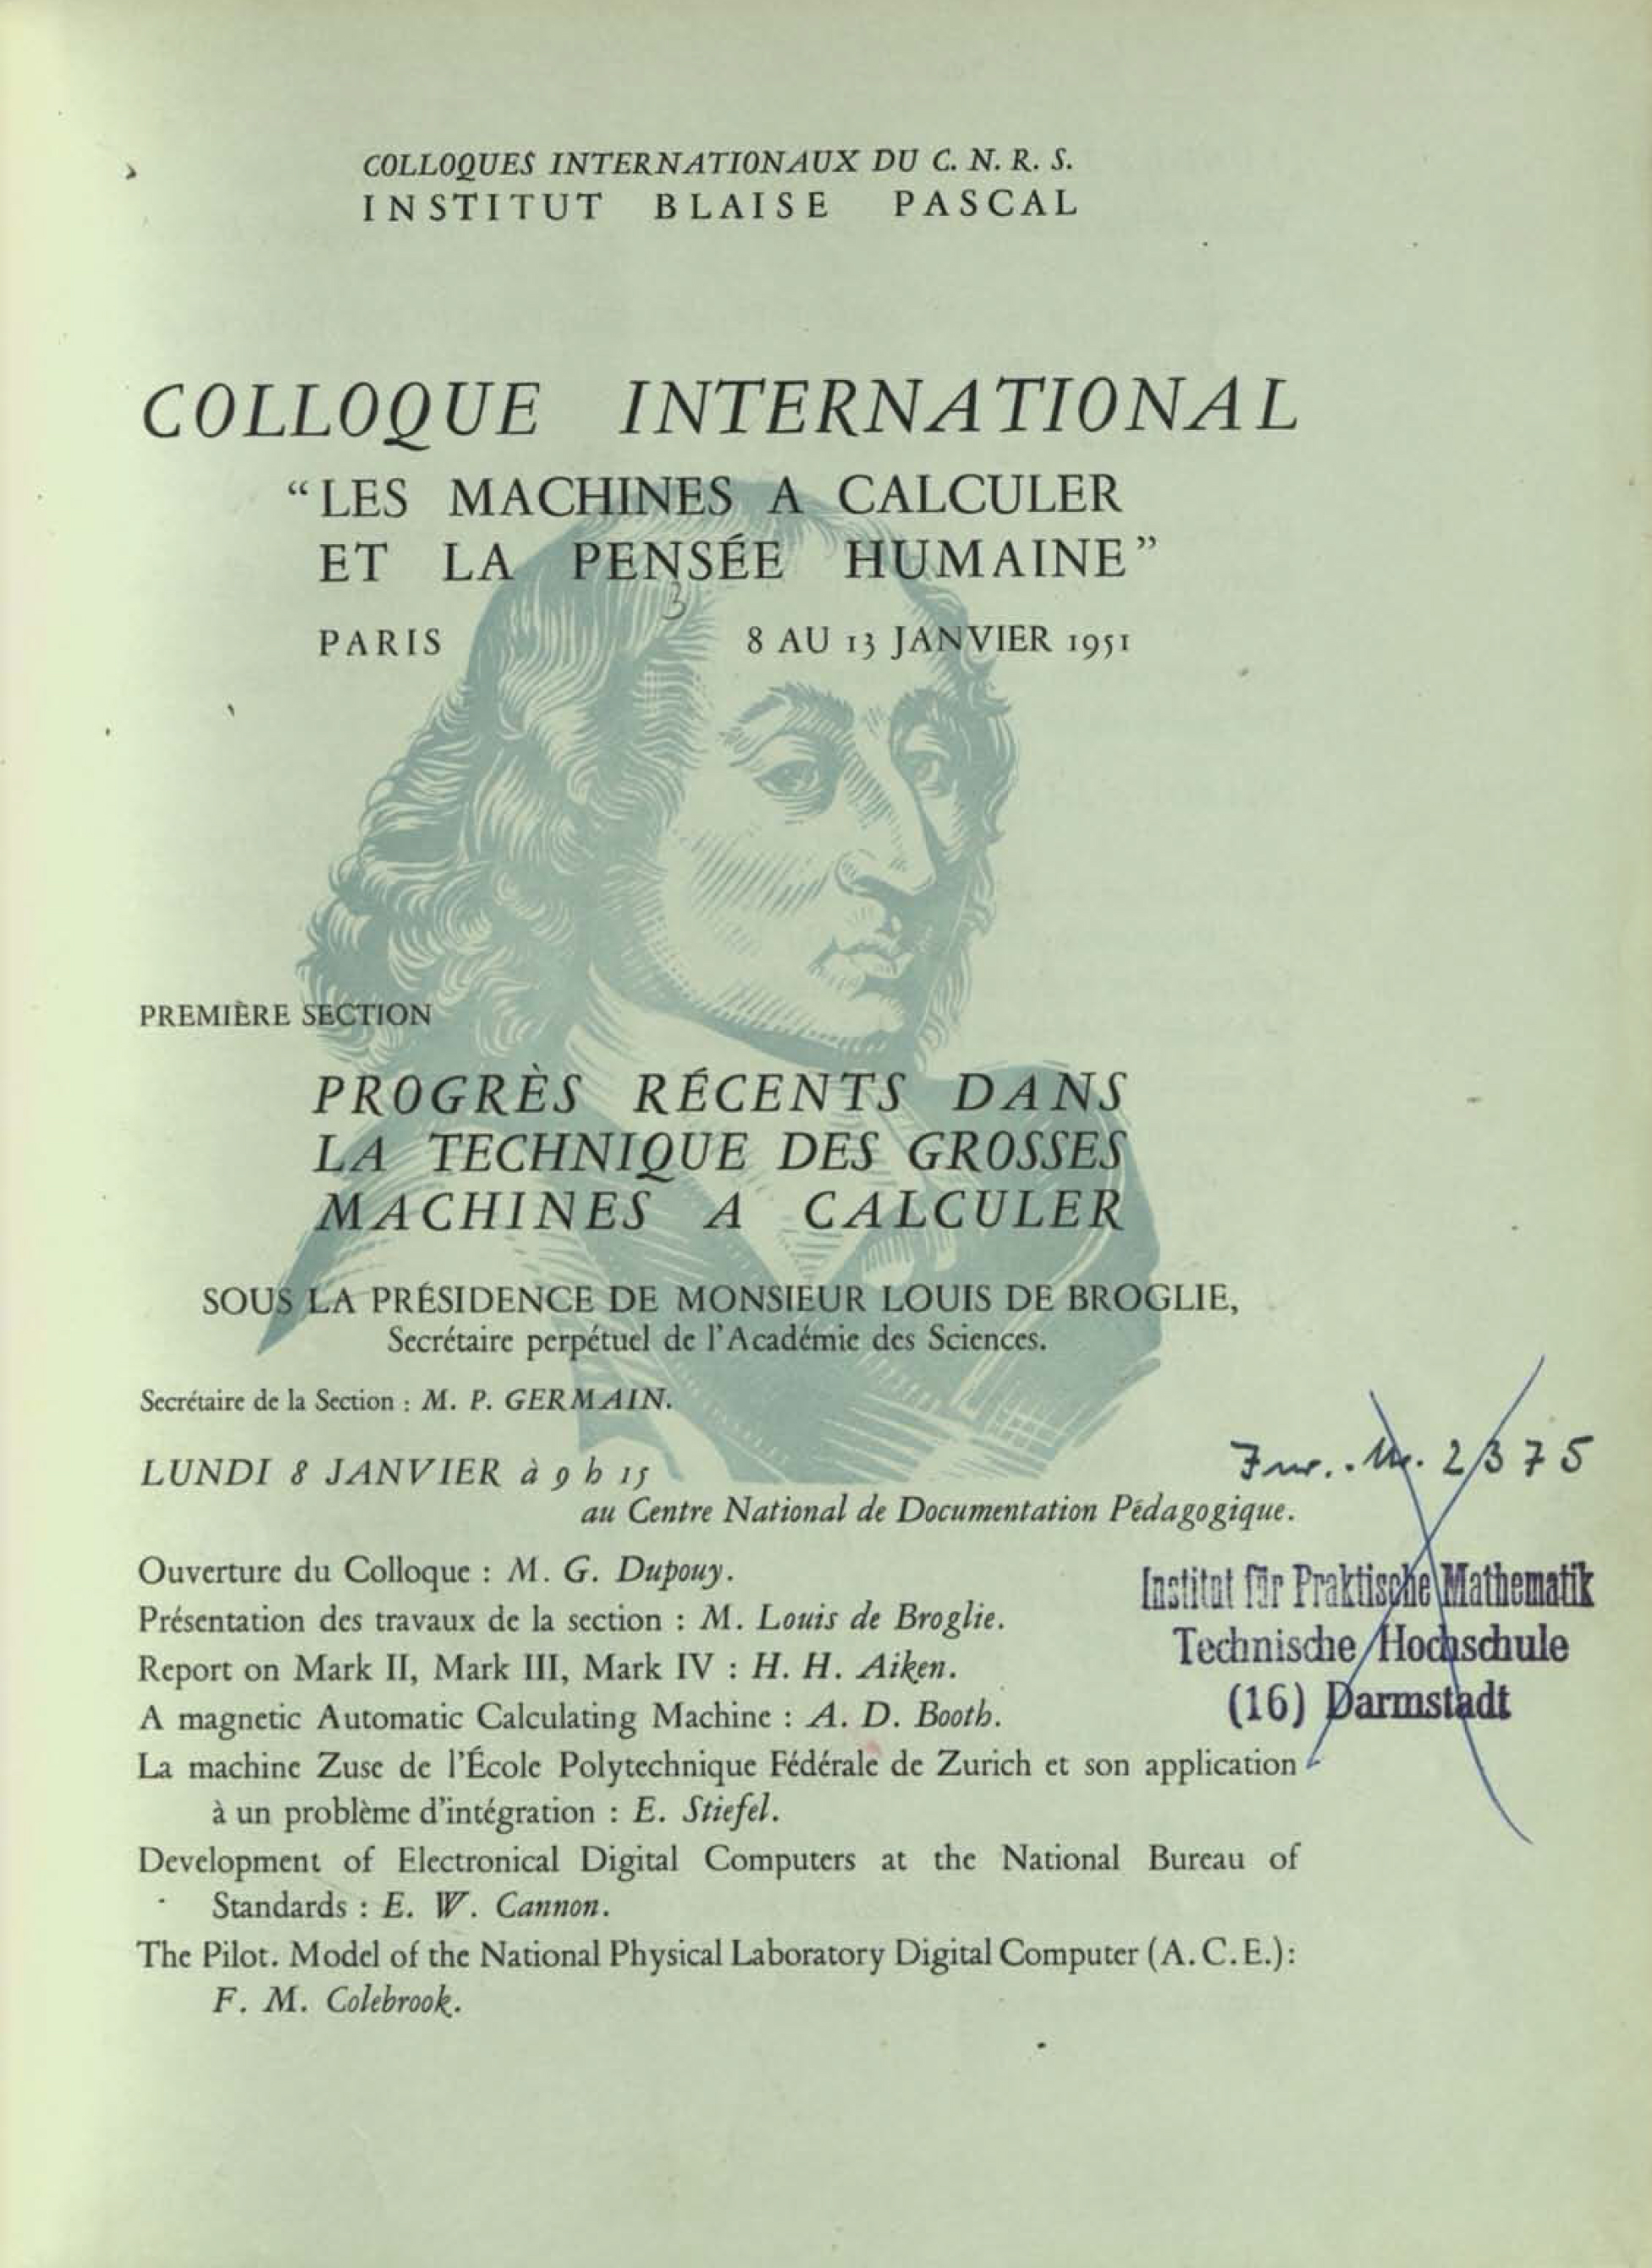 COLLOQUES INTERNATIONAUX DU C. N. R. S.
INSTITUT BLAISE PASCAL
COLLOQUE INTERNATIONAL
“LES MACHINES A CALCULER
ET LA PENSÉE HUMAINE”
3
PARIS 8 AU 13 JANVIER 1951
PREMIÈRE SECTION
PROGRÈS RÉCENTS DANS
LA TECHNIQUE DES GROSSES
MACHINES A CALCULER
SOUS LA PRÉSIDENCE DE MONSIEUR LOUIS DE BROGLIE,
Secrétaire perpétuel de l'Académie des Sciences.
Secrétaire de la Section : M. P. GERMAIN.
LUNDI 8 JANVIER à 9 h 15
au Centre National de Documentation Pédagogique.
Ouverture du Colloque : M. G. Dupouy.
Présentation des travaux de la section : M. Louis de Broglie.
Report on Mark II, Mark III, Mark IV : H. H. Aiken.
A magnetic Automatic Calculating Machine : A. D. Booth.
La machine Zuse de l'École Polytechnique Fédérale de Zurich et son application
à un problème d'intégration : E. Stiefel.
Development of Electronical Digital Computers at the National Bureau of
Standards : E. W. Cannon.
The Pilot. Model of the National Physical Laboratory Digital Computer (A.C.E.):
F. M. Colebrook.
Inv.-Nr. 2375
Institut für Praktische Mathematik
Technische Hochschule
(16) Darmstadt